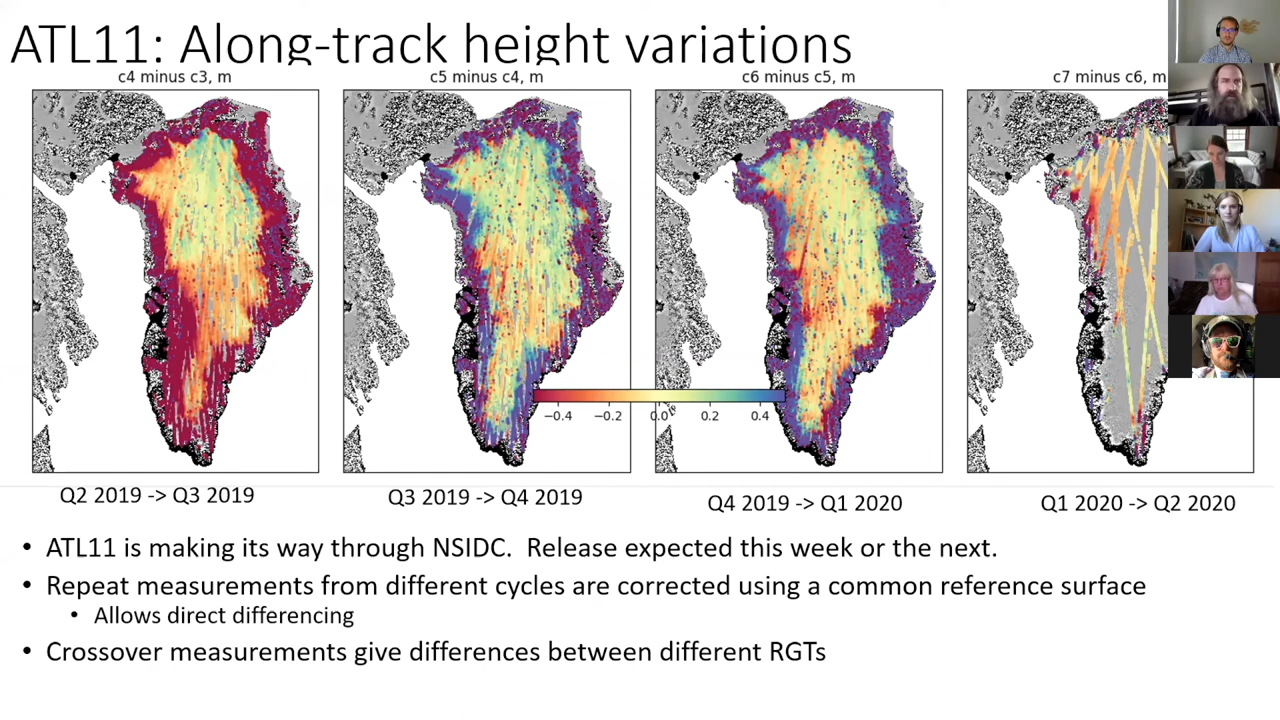 ATL11: Along-track height variations
c4 minus c3, m
c5 minus c4, m
c6 minus c5, m
c7 minus c6, m
−0.4 −0.2 0.0 0.2 0.4
Q2 2019 -> Q3 2019
Q3 2019 -> Q4 2019
Q4 2019 -> Q1 2020
Q1 2020 -> Q2 2020
• ATL11 is making its way through NSIDC. Release expected this week or the next.
• Repeat measurements from different cycles are corrected using a common reference surface
• Allows direct differencing
• Crossover measurements give differences between different RGTs